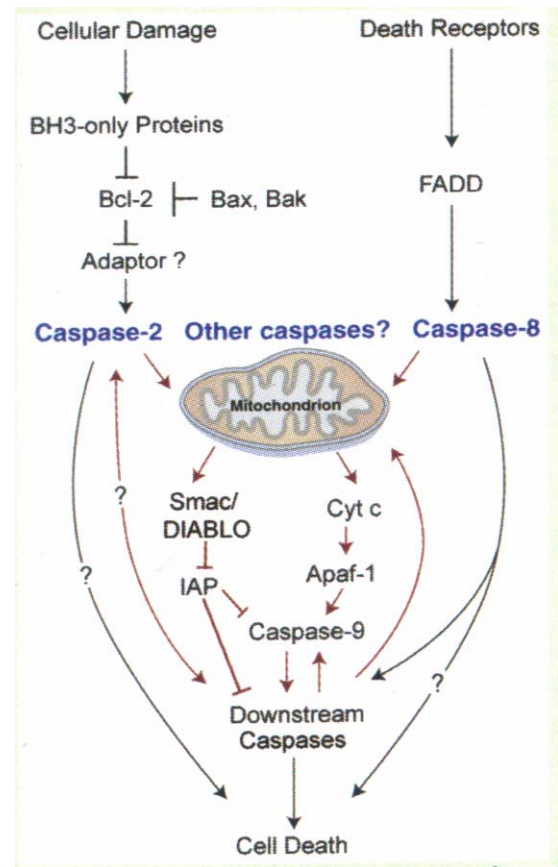 Cellular Damage
Death Receptors
BH3-only Proteins
Bcl-2
Bax, Bak
FADD
Adaptor ?
Caspase-2
Other caspases?
Caspase-8
Mitochondrion
Smac/
DIABLO
Cyt c
?
?
IAP
Apaf-1
Caspase-9
?
Downstream
Caspases
Cell Death